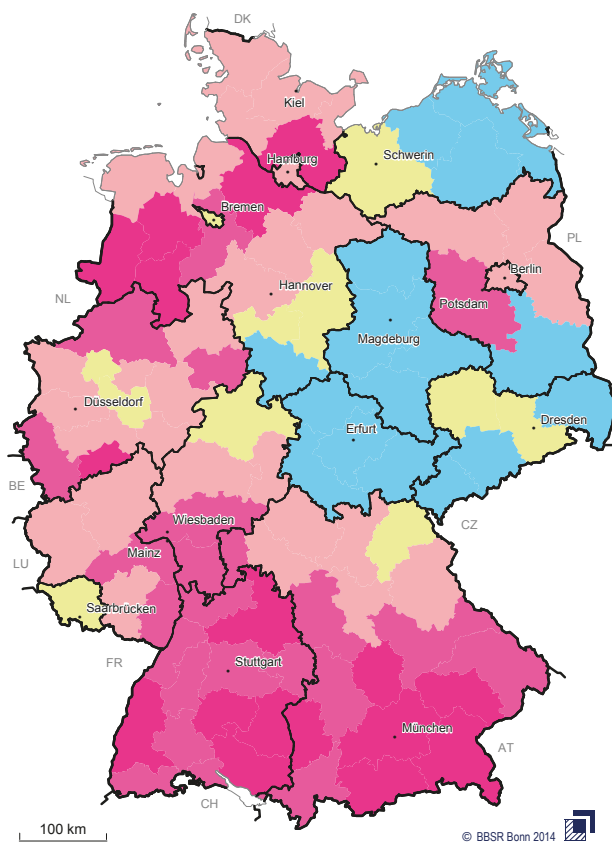 DK
Kiel
Hamburg
Schwerin
Bremen
PL
Berlin
Hannover
NL
Potsdam
Magdeburg
Düsseldorf
Dresden
Erfurt
BE
Wiesbaden
CZ
Mainz
LU
Saarbrücken
FR
Stuttgart
München
AT
CH
100 km
© BBSR Bonn 2014